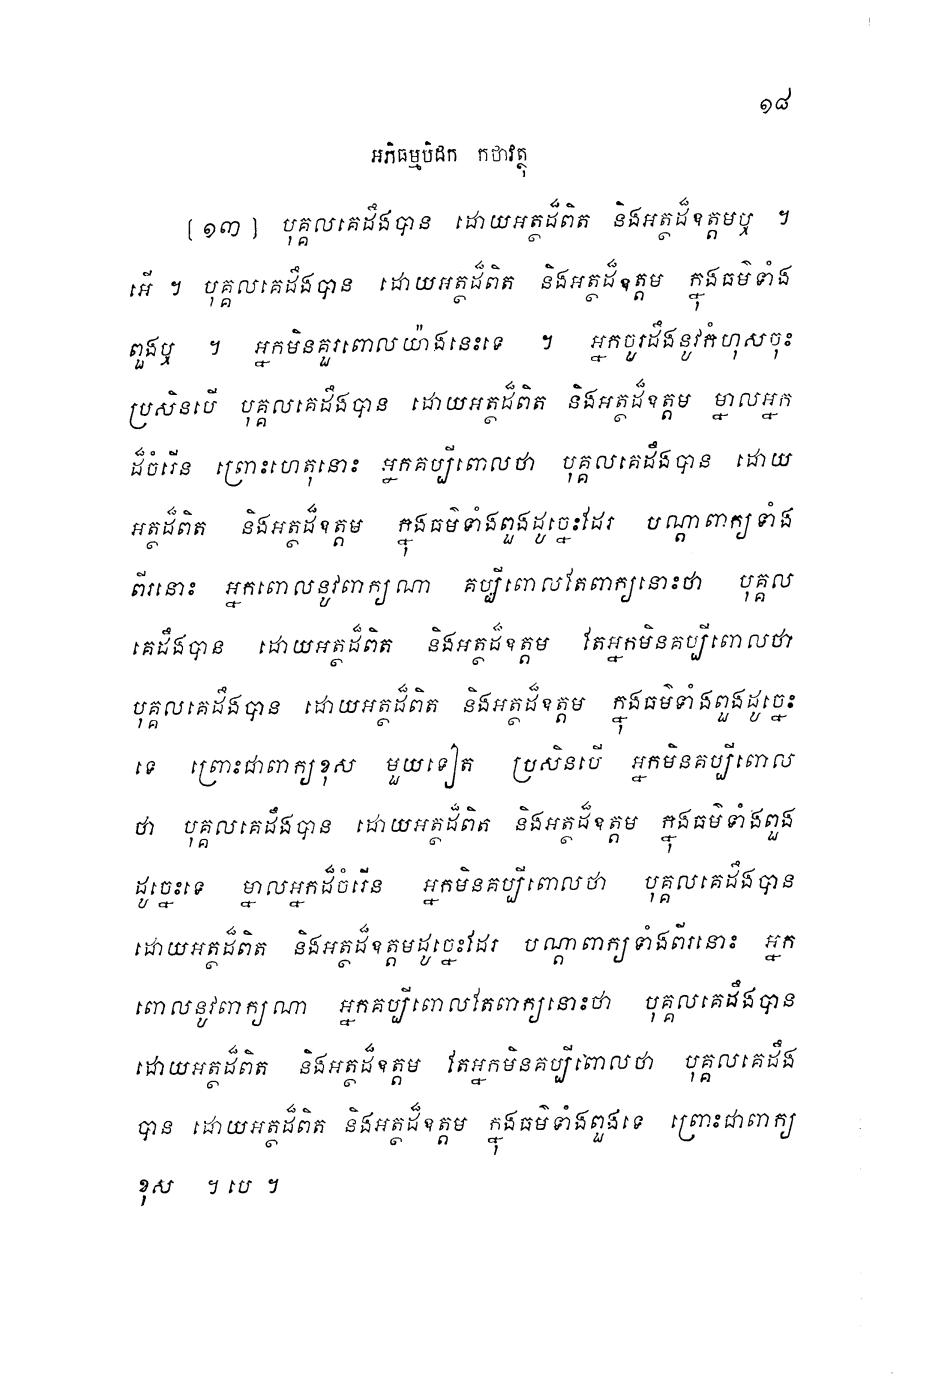 ១៨
អភិធម្មបិដក កថាវត្ថុ
[១៣] បុគ្គលគេដឹងបាន ដោយអត្ថដ៏ពិត និងអត្ថដ៏ឧត្តមឬ ។
អើ ។ បុគ្គលគេដឹងបាន ដោយអត្ថដ៏ពិត និងអត្ថដ៏ឧត្តម ក្នុងធម៌ទាំង
ពួងឬ ។ អ្នកមិនគួរពោលយ៉ាងនេះទេ ។ អ្នកចូរដឹងនូវកំហុសចុះ
ប្រសិនបើ បុគ្គលគេដឹងបាន ដោយអត្ថដ៏ពិត និងអត្ថដ៏ឧត្តម ម្នាលអ្នក
ដ៏ចំរើន ព្រោះហេតុនោះ អ្នកគប្បីពោលថា បុគ្គលគេដឹងបាន ដោយ
អត្ថដ៏ពិត និងអត្ថដ៏ឧត្តម ក្នុងធម៌ទាំងពួងដូច្នេះដែរ បណ្តាពាក្យទាំង
ពីរនោះ អ្នកពោលនូវពាក្យណា គប្បីពោលតែពាក្យនោះថា បុគ្គល
គេដឹងបាន ដោយអត្ថដ៏ពិត និងអត្ថដ៏ឧត្តម តែអ្នកមិនគប្បីពោលថា
បុគ្គលគេដឹងបាន ដោយអត្ថដ៏ពិត និងអត្ថដ៏ឧត្តម ក្នុងធម៌ទាំងពួងដូច្នេះ
ទេ ព្រោះជាពាក្យខុស មួយទៀត ប្រសិនបើ អ្នកមិនគប្បីពោល
ថា បុគ្គលគេដឹងបាន ដោយអត្ថដ៏ពិត និងអត្ថដ៏ឧត្តម ក្នុងធម៌ទាំងពួង
ដូច្នេះទេ ម្នាលអ្នកដ៏ចំរើន អ្នកមិនគប្បីពោលថា បុគ្គលគេដឹងបាន
ដោយអត្ថដ៏ពិត និងអត្ថដ៏ឧត្តមដូច្នេះដែរ បណ្តាពាក្យទាំងពីរនោះ អ្នក
ពោលនូវពាក្យណា អ្នកគប្បីពោលតែពាក្យនោះថា បុគ្គលគេដឹងបាន
ដោយអត្ថដ៏ពិត និងអត្ថដ៏ឧត្តម តែអ្នកមិនគប្បីពោលថា បុគ្គលគេដឹង
បាន ដោយអត្ថដ៏ពិត និងអត្ថដ៏ឧត្តម ក្នុងធម៌ទាំងពួងទេ ព្រោះជាពាក្យ
ខុស ។ បេ ។